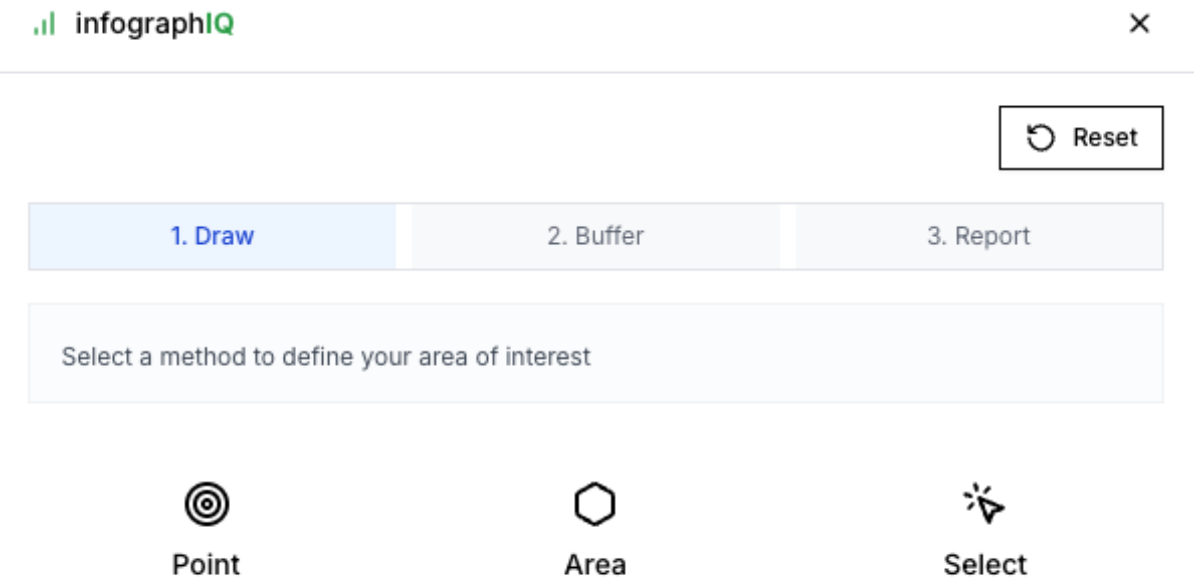 infographIQ
Reset
1. Draw
2. Buffer
3. Report
Select a method to define your area of interest
Point
Area
Select